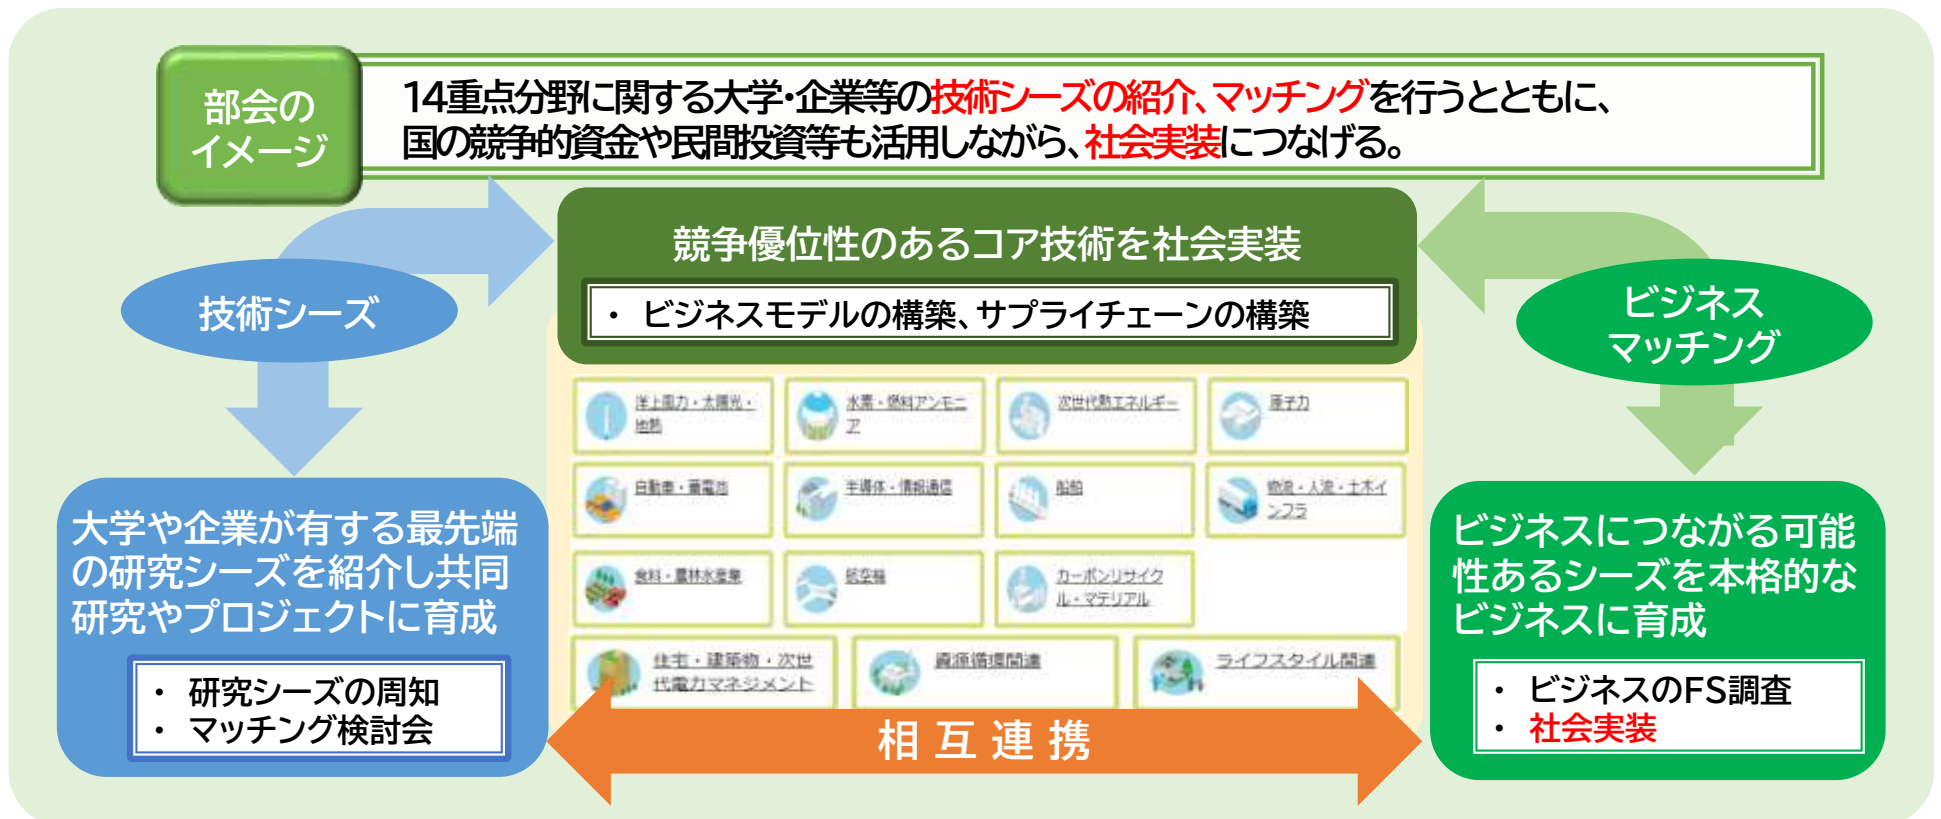 部会の
イメージ
14重点分野に関する大学・企業等の技術シーズの紹介、マッチングを行うとともに、
国の競争的資金や民間投資等も活用しながら、社会実装につなげる。
技術シーズ
競争優位性のあるコア技術を社会実装
・ ビジネスモデルの構築、サプライチェーンの構築
ビジネス
マッチング
洋上風力・太陽光・
地熱
水素・燃料アンモニ
ア
次世代熱エネルギー
原子力
自動車・蓄電池
半導体・情報通信
船舶
物流・人流・土木イ
ンフラ
食料・農林水産業
航空機
カーボンリサイク
ル・マテリアル
住宅・建築物・次世
代電力マネジメント
資源循環関連
ライフスタイル関連
大学や企業が有する最先端
の研究シーズを紹介し共同
研究やプロジェクトに育成
・ 研究シーズの周知
・ マッチング検討会
相互連携
ビジネスにつながる可能
性あるシーズを本格的な
ビジネスに育成
・ ビジネスのFS調査
・ 社会実装